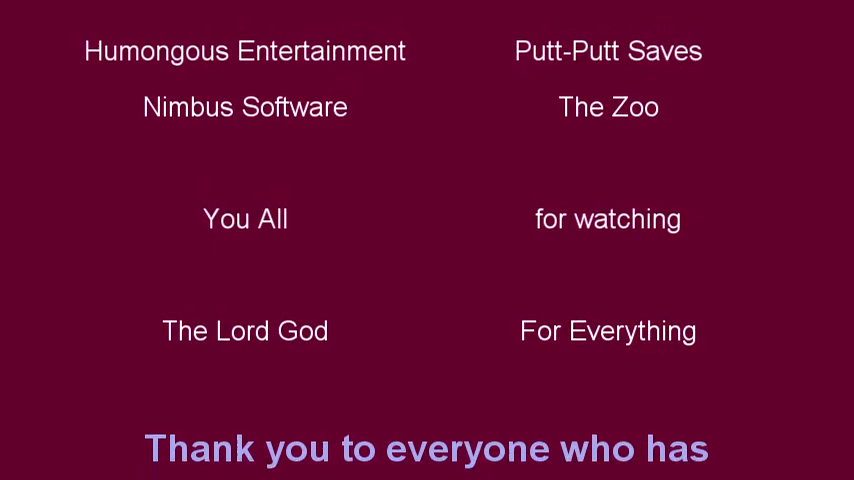 Humongous Entertainment Putt-Putt Saves
Nimbus Software The Zoo
You All for watching
The Lord God For Everything
Thank you to everyone who has